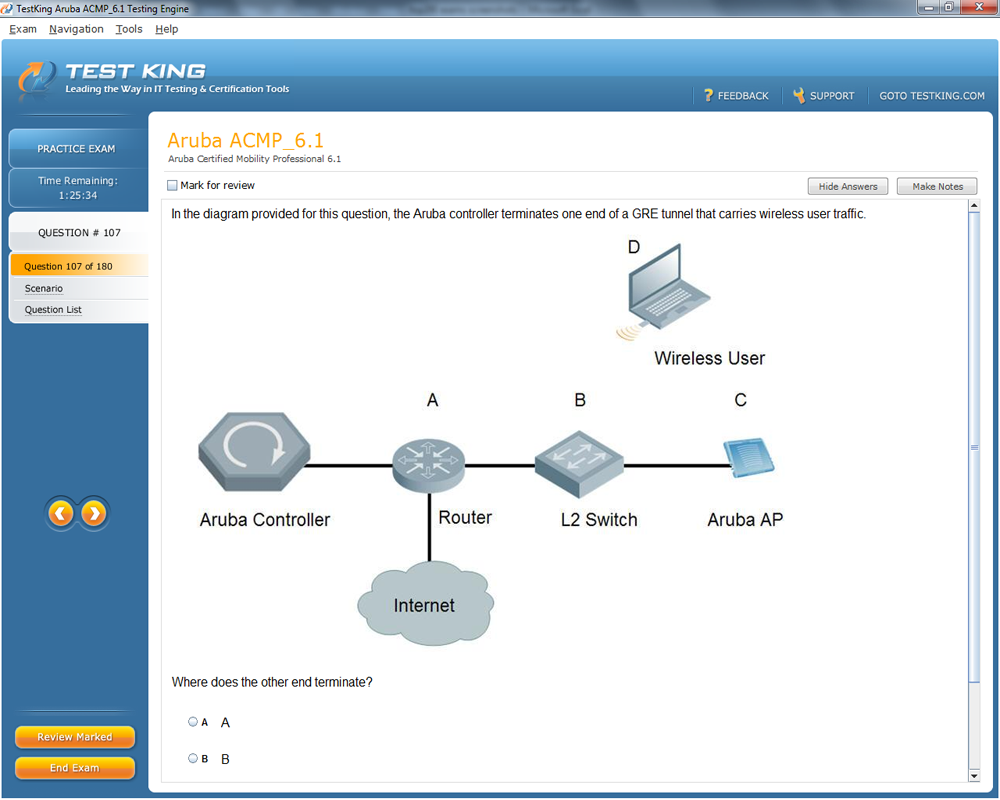 TestKing Aruba ACMP_6.1 Testing Engine
Exam Navigation Tools Help
TEST KING
Leading the Way in IT Testing & Certification Tools
? FEEDBACK SUPPORT GOTO TESTKING.COM
PRACTICE EXAM
Time Remaining:
1:25:34
QUESTION # 107
Question 107 of 180
Scenario
Question List
Review Marked
End Exam
Aruba ACMP_6.1
Aruba Certified Mobility Professional 6.1
Mark for review
Hide Answers Make Notes
In the diagram provided for this question, the Aruba controller terminates one end of a GRE tunnel that carries wireless user traffic.
D
Wireless User
A B C
Aruba Controller Router L2 Switch Aruba AP
Internet
Where does the other end terminate?
A A
B B